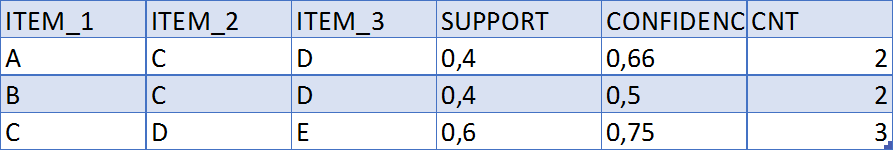 ITEM_1 ITEM_2 ITEM_3 SUPPORT CONFIDENC CNT
A C D 0,4 0,66 2
B C D 0,4 0,5 2
C D E 0,6 0,75 3